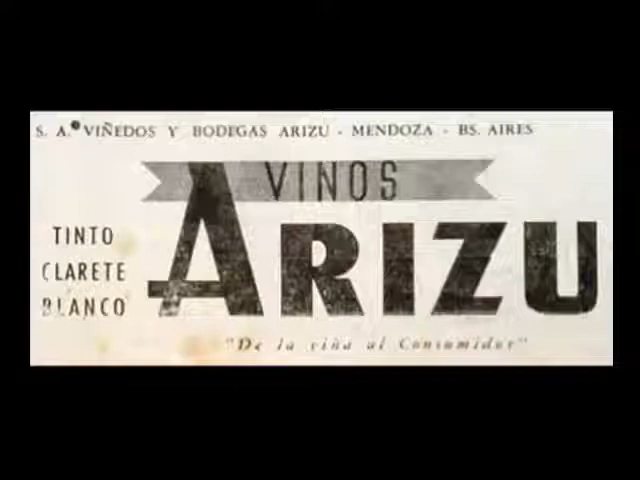 S. A. VIÑEDOS Y BODEGAS ARIZU - MENDOZA - BS. AIRES
VINOS
ARIZU
TINTO
CLARETE
BLANCO
"De la viña al Consumidor"